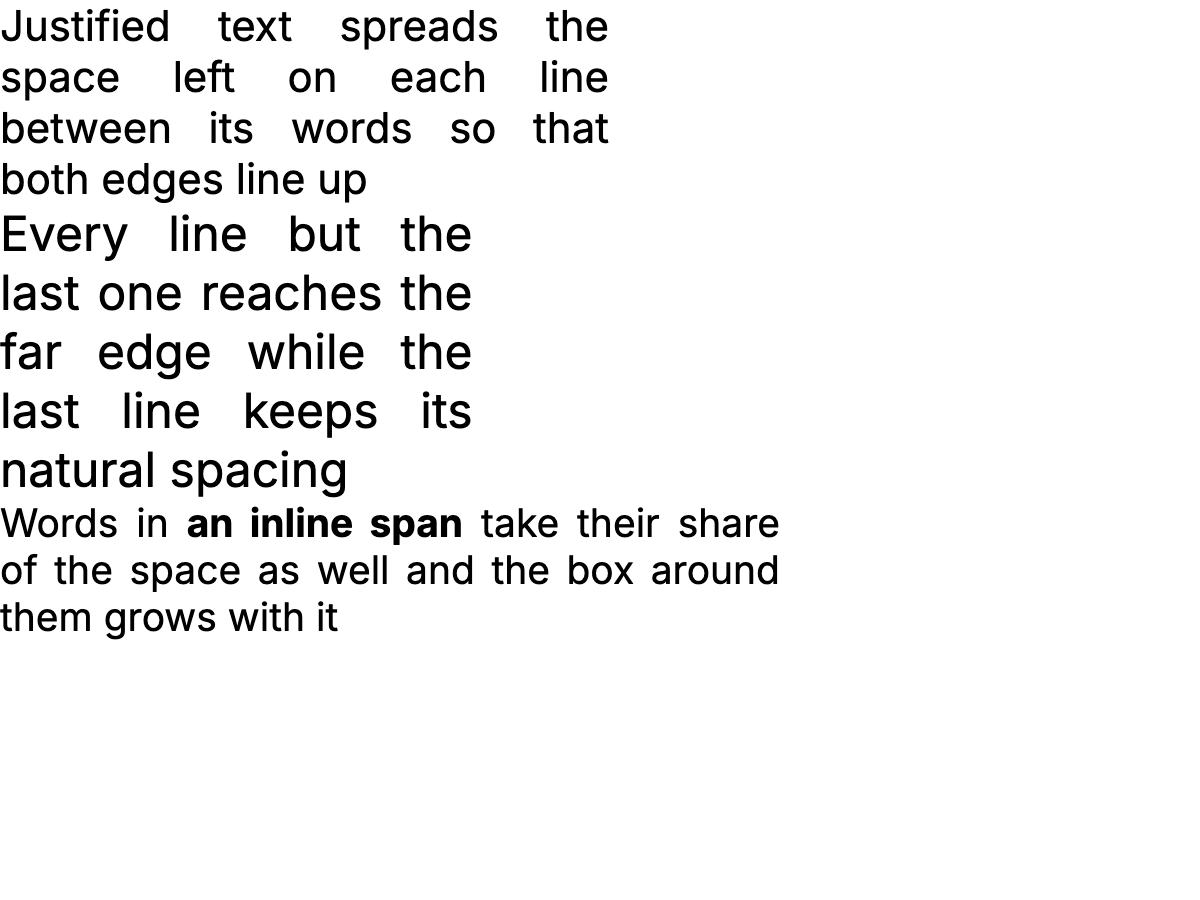 Justified text spreads the
space left on each line
between its words so that
both edges line up
Every line but the
last one reaches the
far edge while the
last line keeps its
natural spacing
Words in an inline span take their share
of the space as well and the box around
them grows with it